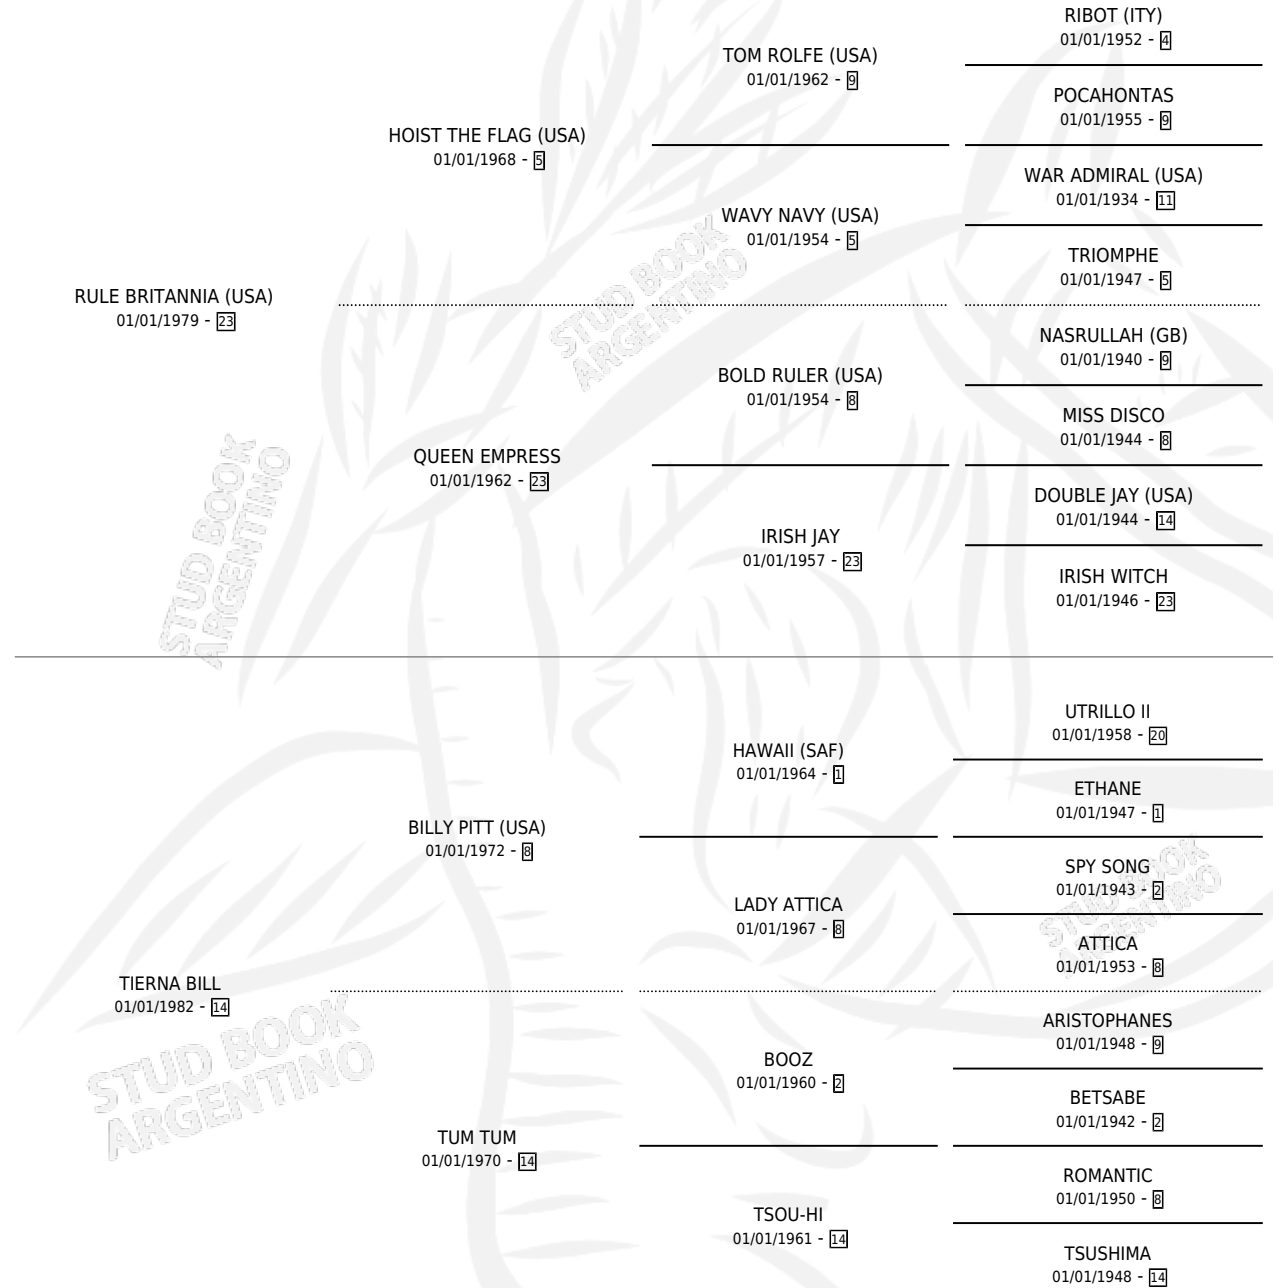 RIBOT (ITY)
01/01/1952 - 4
TOM ROLFE (USA)
01/01/1962 - 9
POCAHONTAS
01/01/1955 - 9
HOIST THE FLAG (USA)
01/01/1968 - 5
WAR ADMIRAL (USA)
01/01/1934 - 11
WAVY NAVY (USA)
01/01/1954 - 5
TRIOMPHE
01/01/1947 - 5
RULE BRITANNIA (USA)
01/01/1979 - 23
NASRULLAH (GB)
01/01/1940 - 9
BOLD RULER (USA)
01/01/1954 - 8
MISS DISCO
01/01/1944 - 8
QUEEN EMPRESS
01/01/1962 - 23
DOUBLE JAY (USA)
01/01/1944 - 14
IRISH JAY
01/01/1957 - 23
IRISH WITCH
01/01/1946 - 23
UTRILLO II
01/01/1958 - 20
HAWAII (SAF)
01/01/1964 - 1
ETHANE
01/01/1947 - 1
BILLY PITT (USA)
01/01/1972 - 8
SPY SONG
01/01/1943 - 2
LADY ATTICA
01/01/1967 - 8
ATTICA
01/01/1953 - 8
TIERNA BILL
01/01/1982 - 14
ARISTOPHANES
01/01/1948 - 9
BOOZ
01/01/1960 - 2
BETSABE
01/01/1942 - 2
TUM TUM
01/01/1970 - 14
ROMANTIC
01/01/1950 - 8
TSOU-HI
01/01/1961 - 14
TSUSHIMA
01/01/1948 - 14
STUD BOOK
ARGENTINO
STUD BOOK
ARGENTINO
STUD BOOK
ARGENTINO
STUD BOOK
ARGENTINO